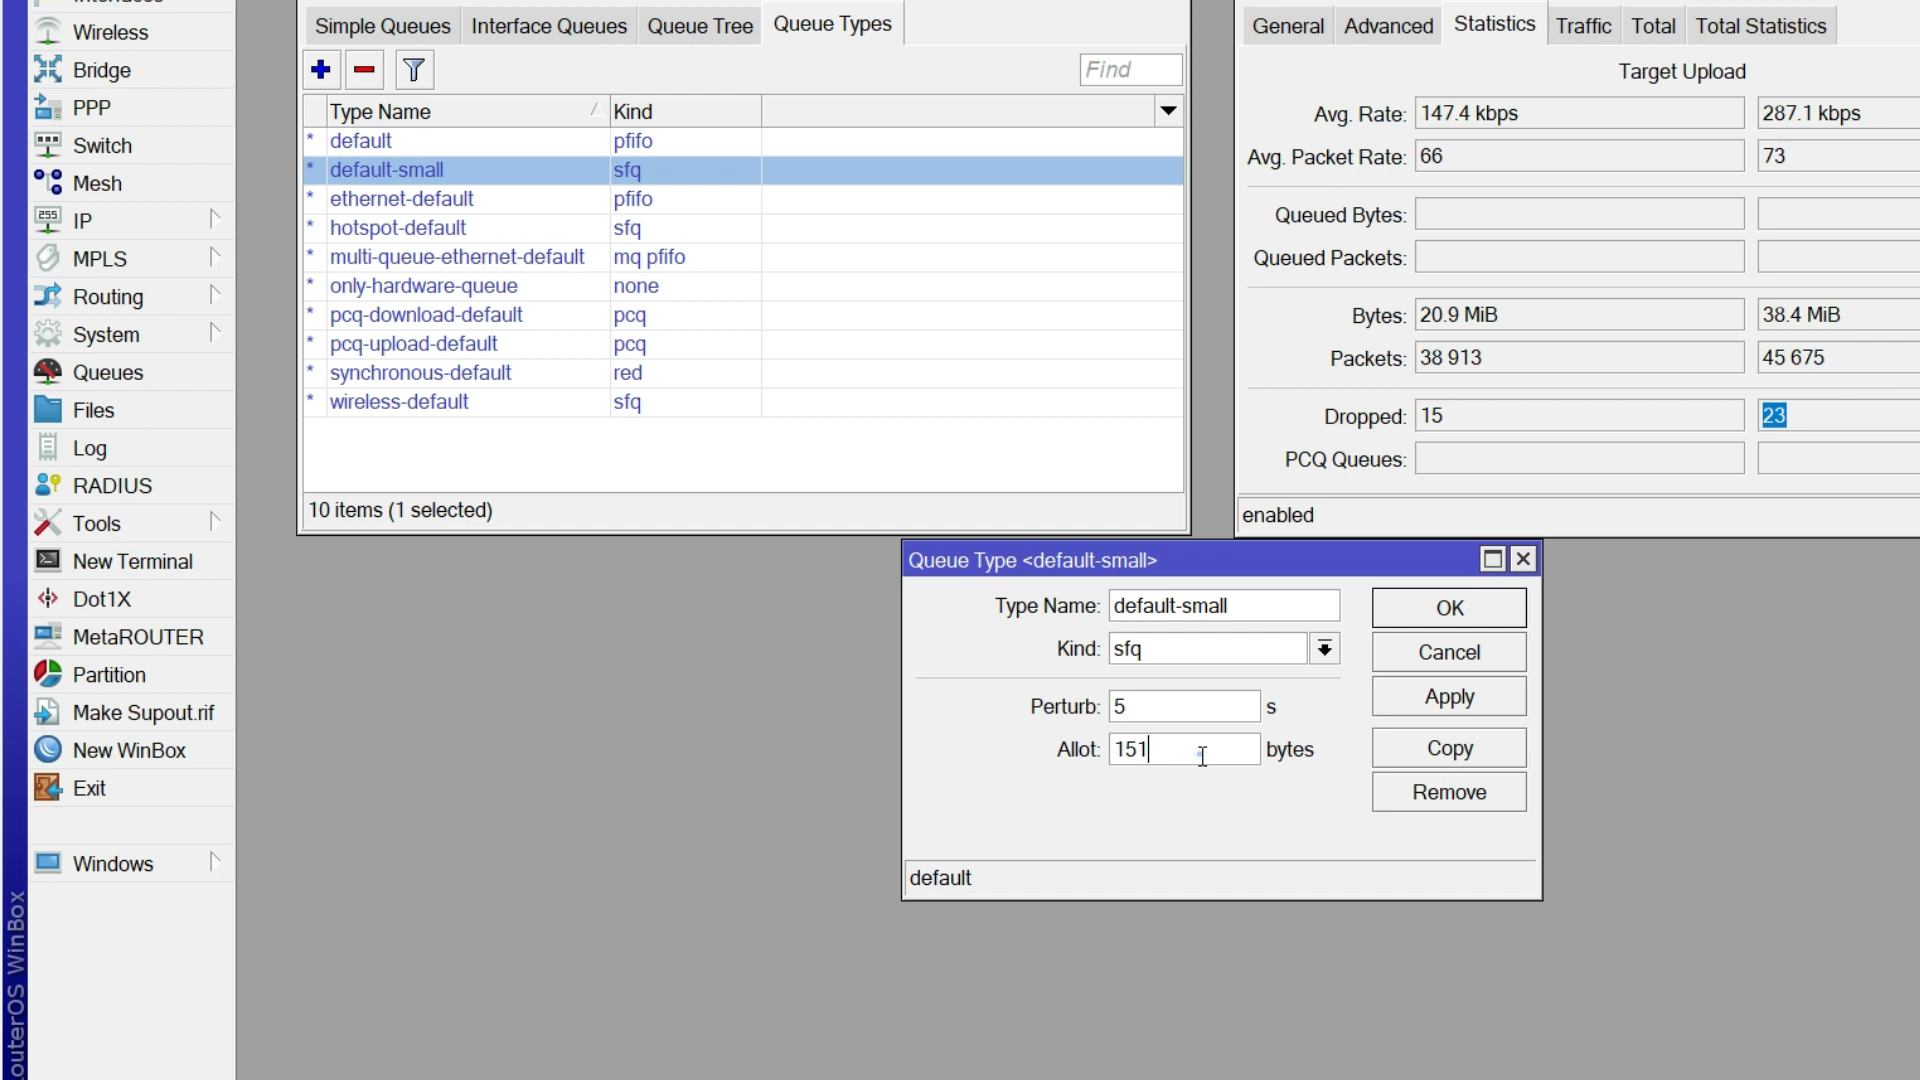 Wireless
Bridge
PPP
Switch
Mesh
255 IP
MPLS
Routing
System
Queues
Files
Log
RADIUS
Tools
New Terminal
Dot1X
MetaROUTER
Partition
Make Supout.rif
New WinBox
Exit
Windows
outerOS WinBox
Simple Queues Interface Queues Queue Tree Queue Types
Find
Type Name Kind
* default pfifo
* default-small sfq
* ethernet-default pfifo
* hotspot-default sfq
* multi-queue-ethernet-default mq pfifo
* only-hardware-queue none
* pcq-download-default pcq
* pcq-upload-default pcq
* synchronous-default red
* wireless-default sfq
10 items (1 selected)
General Advanced Statistics Traffic Total Total Statistics
Target Upload
Avg. Rate: 147.4 kbps 287.1 kbps
Avg. Packet Rate: 66 73
Queued Bytes:
Queued Packets:
Bytes: 20.9 MiB 38.4 MiB
Packets: 38 913 45 675
Dropped: 15 23
PCQ Queues:
enabled
Queue Type <default-small>
Type Name: default-small
Kind: sfq
Perturb: 5 s
Allot: 151 bytes
OK
Cancel
Apply
Copy
Remove
default